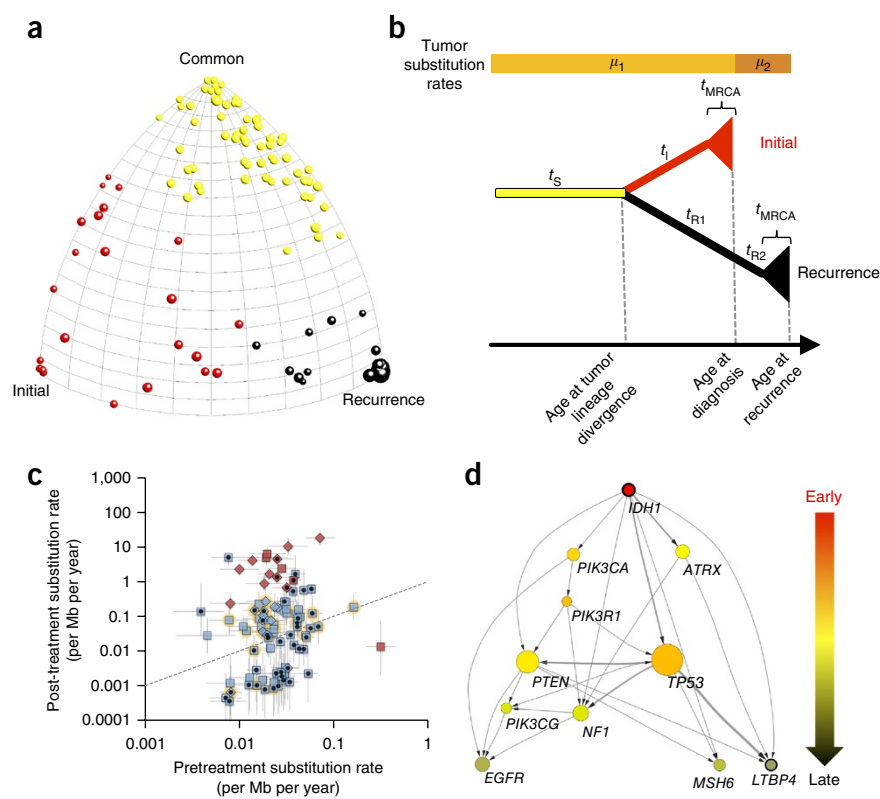 a
Common
Initial
Recurrence
b
Tumor
substitution
rates
μ1
μ2
tMRCA
tI
Initial
tS
tR1
tMRCA
tR2
Recurrence
Age at tumor
lineage
divergence
Age at
diagnosis
Age at
recurrence
c
Post-treatment substitution rate
(per Mb per year)
1,000
100
10
1
0.1
0.01
0.001
0.0001
0.001
0.01
0.1
1
Pretreatment substitution rate
(per Mb per year)
d
IDH1
PIK3CA
ATRX
PIK3R1
PTEN
TP53
PIK3CG
NF1
EGFR
MSH6
LTBP4
Early
Late